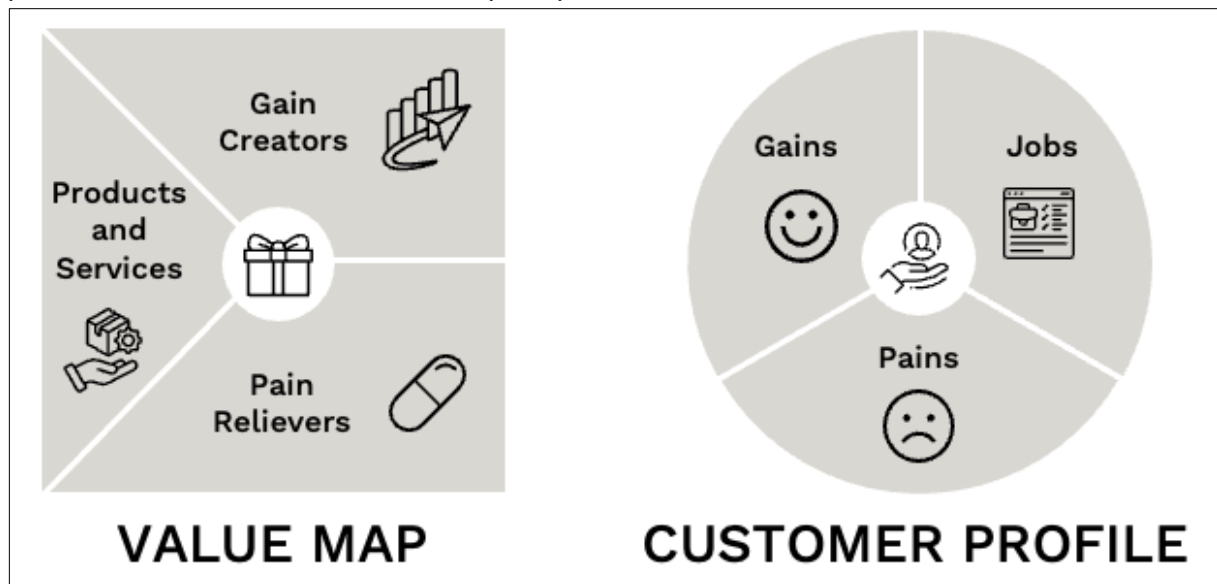 Gain
Creators
Products
and
Services
Pain
Relievers
VALUE MAP
Gains
Jobs
Pains
CUSTOMER PROFILE